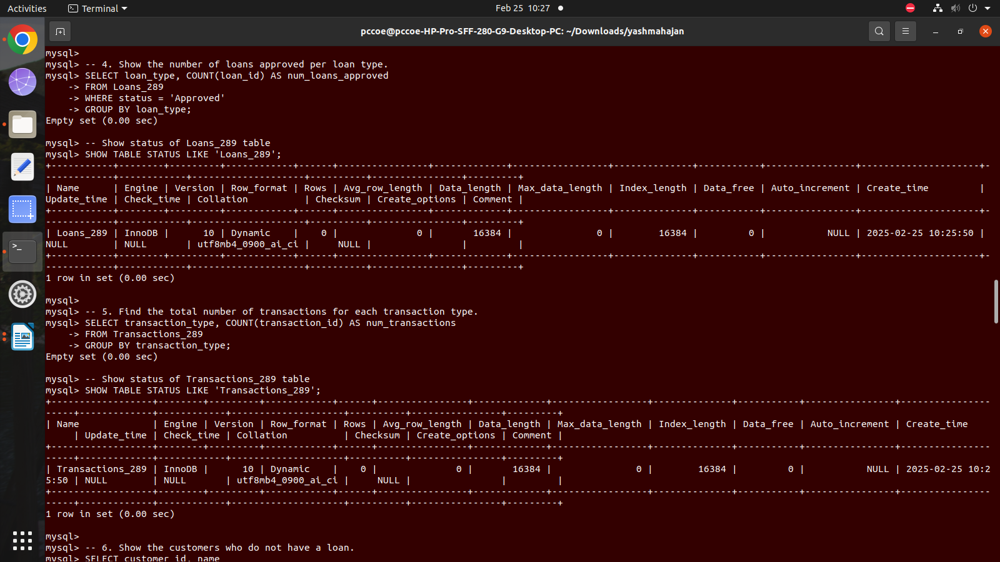 Activities
Terminal
Feb 25 10:27
pccoe@pccoe-HP-Pro-SFF-280-G9-Desktop-PC: ~/Downloads/yashmahajan
mysql>
mysql> -- 4. Show the number of loans approved per loan type.
mysql> SELECT loan_type, COUNT(loan_id) AS num_loans_approved
    -> FROM Loans_289
    -> WHERE status = 'Approved'
    -> GROUP BY loan_type;
Empty set (0.00 sec)
mysql> -- Show status of Loans_289 table
mysql> SHOW TABLE STATUS LIKE 'Loans_289';
+-----------+--------+---------+------------+------+----------------+-------------+-----------------+--------------+-----------+----------------+---------------------+-
------------+------------+--------------------+----------+----------------+---------+
| Name      | Engine | Version | Row_format | Rows | Avg_row_length | Data_length | Max_data_length | Index_length | Data_free | Auto_increment | Create_time         |
Update_time | Check_time | Collation          | Checksum | Create_options | Comment |
+-----------+--------+---------+------------+------+----------------+-------------+-----------------+--------------+-----------+----------------+---------------------+-
------------+------------+--------------------+----------+----------------+---------+
| Loans_289 | InnoDB |      10 | Dynamic    |    0 |              0 |       16384 |               0 |        16384 |         0 |           NULL | 2025-02-25 10:25:50 |
NULL        | NULL       | utf8mb4_0900_ai_ci |     NULL |                |         |
+-----------+--------+---------+------------+------+----------------+-------------+-----------------+--------------+-----------+----------------+---------------------+-
------------+------------+--------------------+----------+----------------+---------+
1 row in set (0.00 sec)
mysql>
mysql> -- 5. Find the total number of transactions for each transaction type.
mysql> SELECT transaction_type, COUNT(transaction_id) AS num_transactions
    -> FROM Transactions_289
    -> GROUP BY transaction_type;
Empty set (0.00 sec)
mysql> -- Show status of Transactions_289 table
mysql> SHOW TABLE STATUS LIKE 'Transactions_289';
+------------------+--------+---------+------------+------+----------------+-------------+-----------------+--------------+-----------+----------------+----------------
-----+-------------+------------+--------------------+----------+----------------+---------+
| Name             | Engine | Version | Row_format | Rows | Avg_row_length | Data_length | Max_data_length | Index_length | Data_free | Auto_increment | Create_time
     | Update_time | Check_time | Collation          | Checksum | Create_options | Comment |
+------------------+--------+---------+------------+------+----------------+-------------+-----------------+--------------+-----------+----------------+----------------
-----+-------------+------------+--------------------+----------+----------------+---------+
| Transactions_289 | InnoDB |      10 | Dynamic    |    0 |              0 |       16384 |               0 |        16384 |         0 |           NULL | 2025-02-25 10:2
5:50 | NULL        | NULL       | utf8mb4_0900_ai_ci |     NULL |                |         |
+------------------+--------+---------+------------+------+----------------+-------------+-----------------+--------------+-----------+----------------+----------------
-----+-------------+------------+--------------------+----------+----------------+---------+
1 row in set (0.00 sec)
mysql>
mysql> -- 6. Show the customers who do not have a loan.
mysql> SELECT customer_id, name